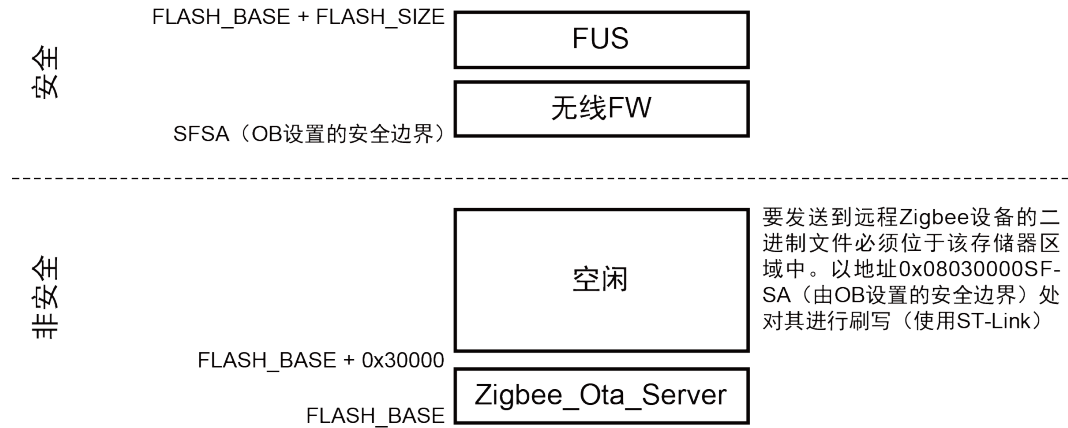 FLASH_BASE + FLASH_SIZE
FUS
安全
无线FW
SFSA（OB设置的安全边界）
要发送到远程Zigbee设备的二
进制文件必须位于该存储器区
域中。以地址0x08030000SF-
SA（由OB设置的安全边界）处
对其进行刷写（使用ST-Link）
空闲
非安全
FLASH_BASE + 0x30000
Zigbee_Ota_Server
FLASH_BASE